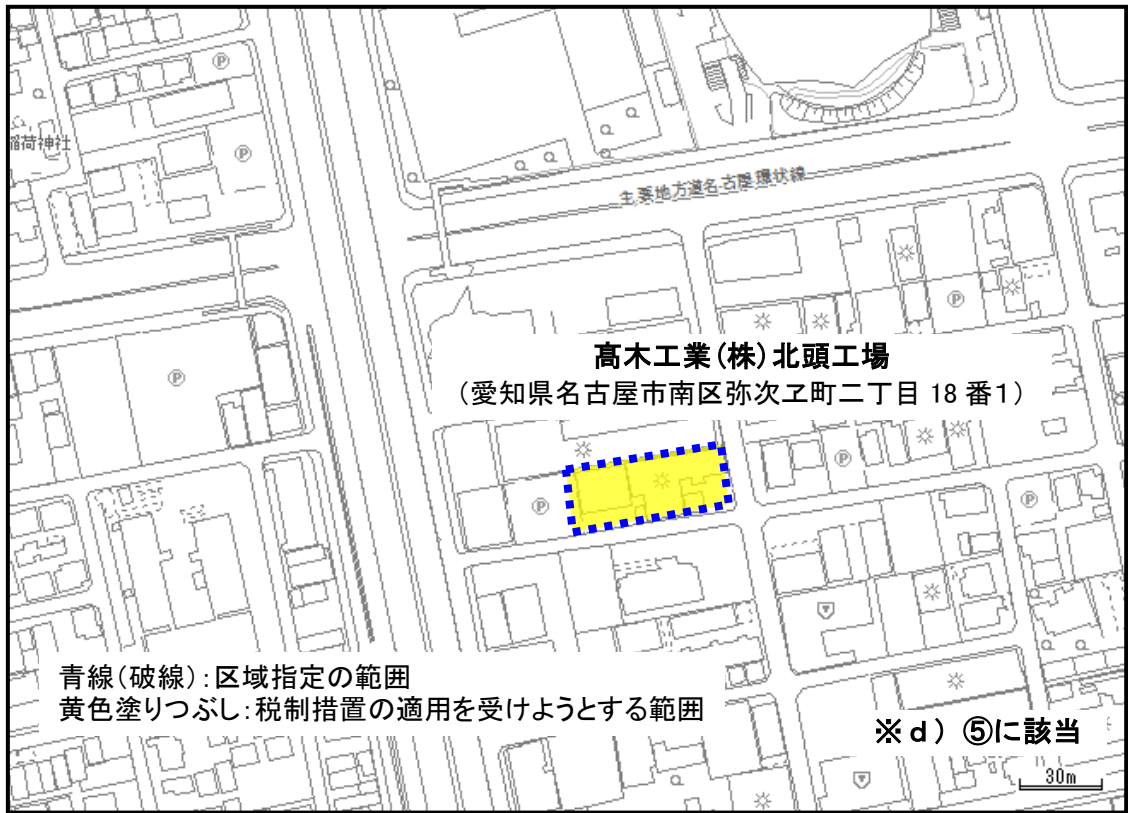 稲荷神社
主要地方道名古屋環状線
髙木工業（株）北頭工場
（愛知県名古屋市南区弥次ヱ町二丁目 18 番１）
青線（破線）：区域指定の範囲
黄色塗りつぶし：税制措置の適用を受けようとする範囲
※ｄ） ⑤に該当
30m